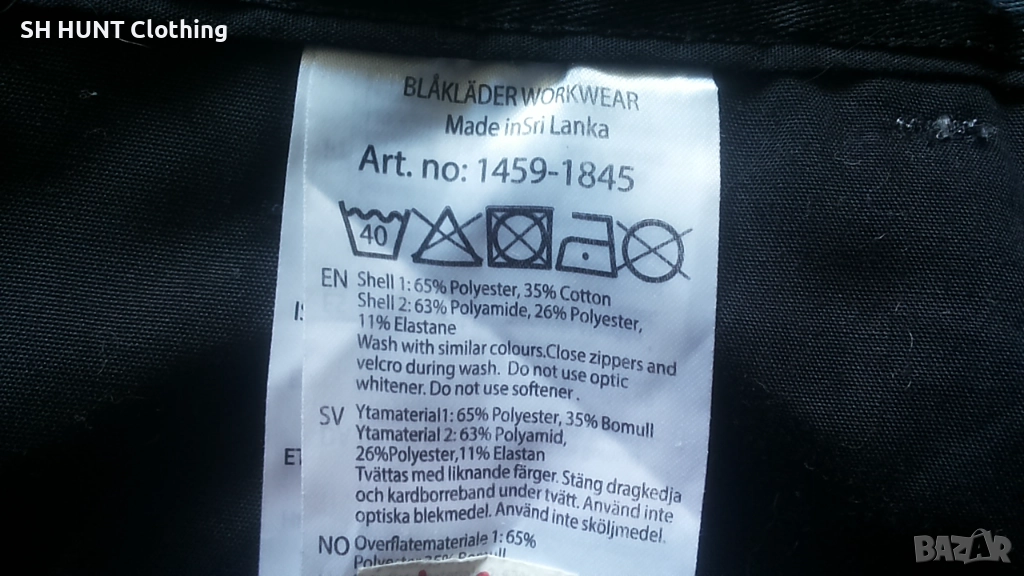 SH HUNT Clothing
BLÅKLÄDER WORKWEAR
Made inSri Lanka
Art. no: 1459-1845
40
EN Shell 1: 65% Polyester, 35% Cotton
Shell 2: 63% Polyamide, 26% Polyester,
11% Elastane
Wash with similar colours.Close zippers and
velcro during wash. Do not use optic
whitener. Do not use softener.
SV Ytamaterial1: 65% Polyester, 35% Bomull
Ytamaterial 2: 63% Polyamid,
26%Polyester,11% Elastan
Tvättas med liknande färger. Stäng dragkedja
och kardborreband under tvätt. Använd inte
optiska blekmedel. Använd inte sköljmedel.
NO Overflatemateriale 1: 65%
Polyester 35% Bomull
BAZAR